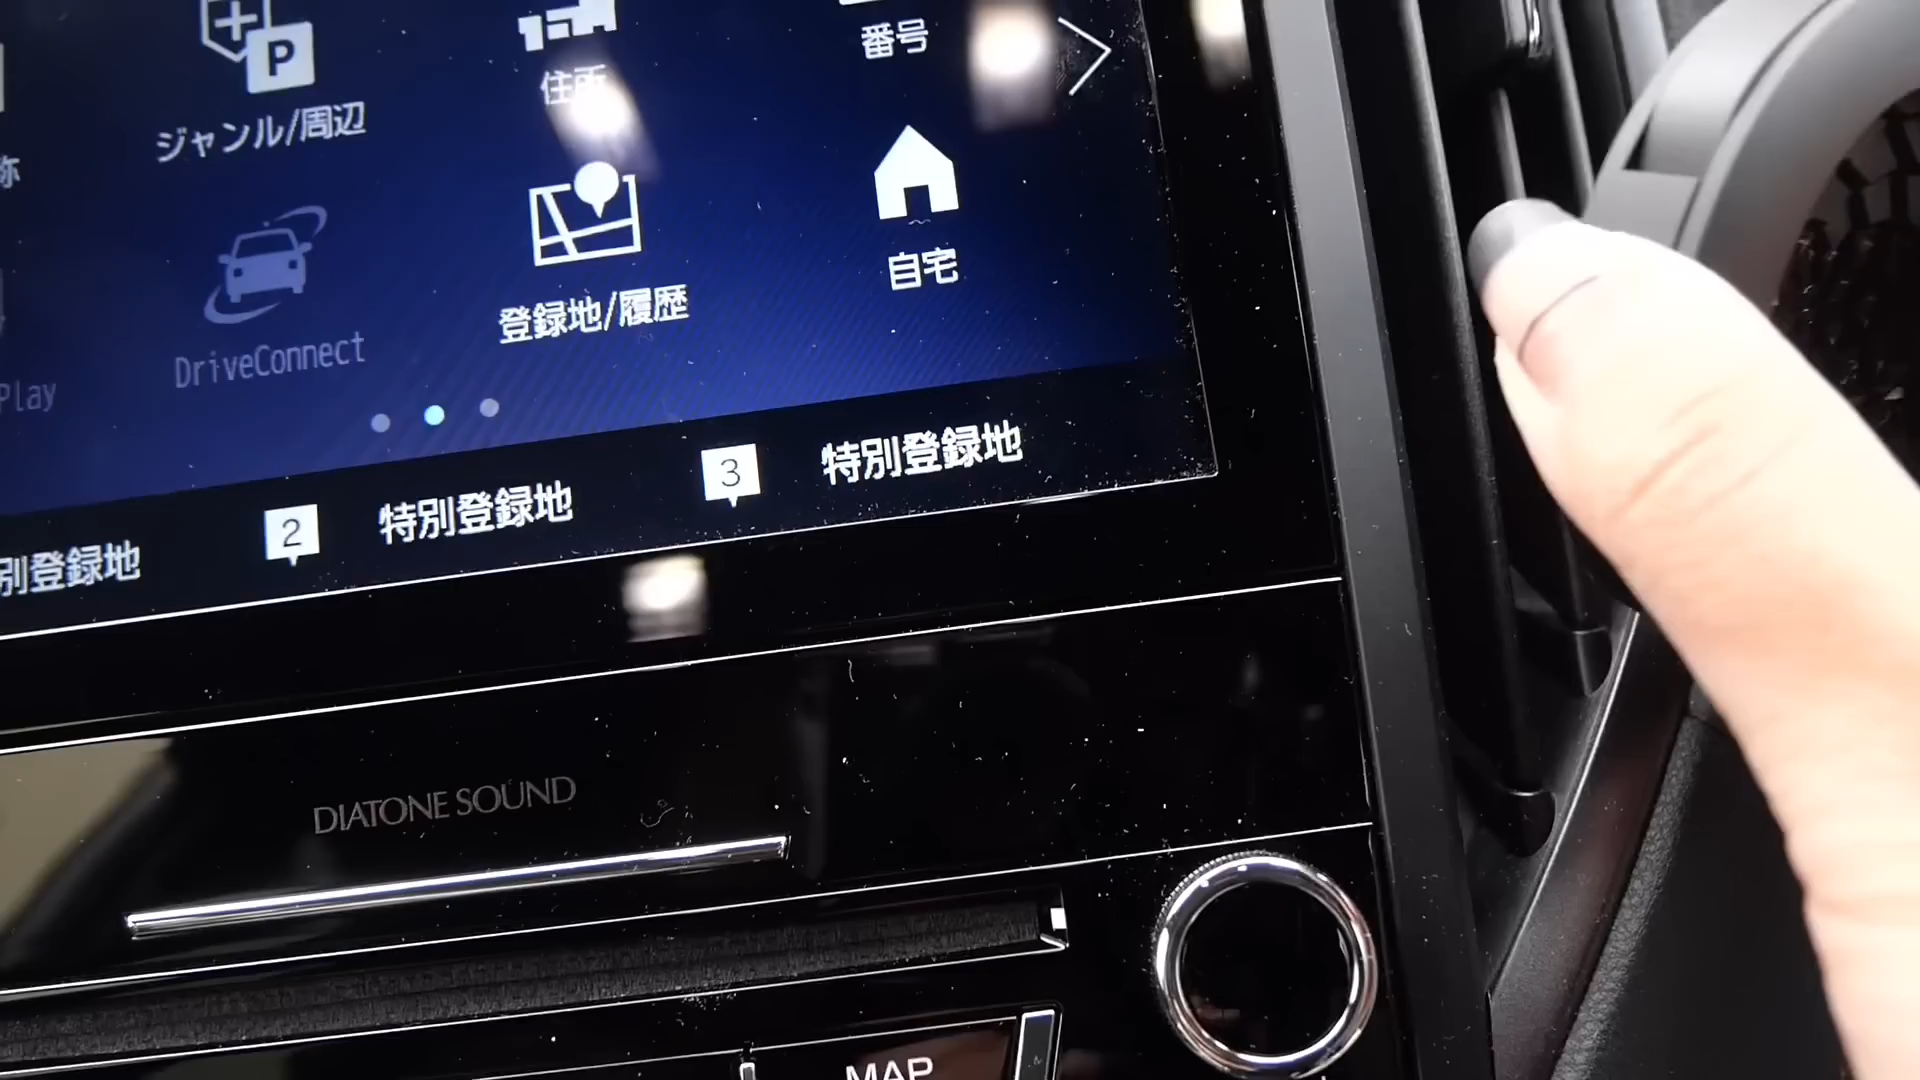 番号
住所
P
ジャンル/周辺
称
自宅
登録地/履歴
DriveConnect
Play
3 特別登録地
2 特別登録地
別登録地
DIATONE SOUND
MAP